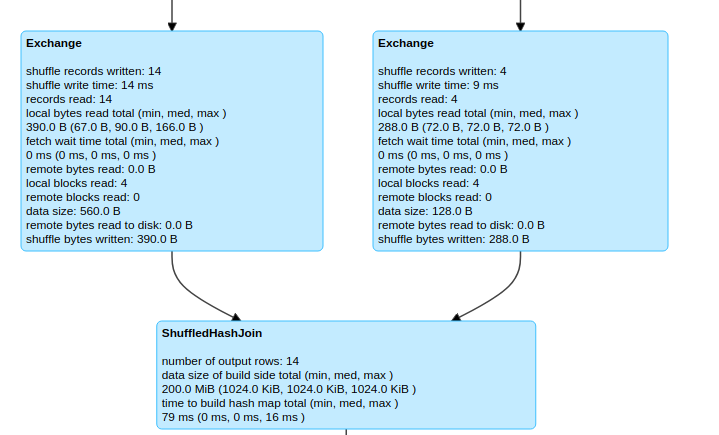 Exchange
shuffle records written: 14
shuffle write time: 14 ms
records read: 14
local bytes read total (min, med, max )
390.0 B (67.0 B, 90.0 B, 166.0 B )
fetch wait time total (min, med, max )
0 ms (0 ms, 0 ms, 0 ms )
remote bytes read: 0.0 B
local blocks read: 4
remote blocks read: 0
data size: 560.0 B
remote bytes read to disk: 0.0 B
shuffle bytes written: 390.0 B
Exchange
shuffle records written: 4
shuffle write time: 9 ms
records read: 4
local bytes read total (min, med, max )
288.0 B (72.0 B, 72.0 B, 72.0 B )
fetch wait time total (min, med, max )
0 ms (0 ms, 0 ms, 0 ms )
remote bytes read: 0.0 B
local blocks read: 4
remote blocks read: 0
data size: 128.0 B
remote bytes read to disk: 0.0 B
shuffle bytes written: 288.0 B
ShuffledHashJoin
number of output rows: 14
data size of build side total (min, med, max )
200.0 MiB (1024.0 KiB, 1024.0 KiB, 1024.0 KiB )
time to build hash map total (min, med, max )
79 ms (0 ms, 0 ms, 16 ms )